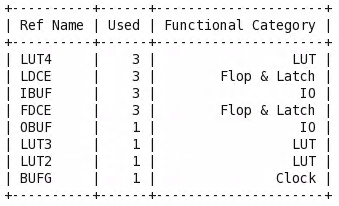 +----------+------+---------------------+
| Ref Name | Used | Functional Category |
+----------+------+---------------------+
| LUT4     |    3 |                 LUT |
| LDCE     |    3 |        Flop & Latch |
| IBUF     |    3 |                  IO |
| FDCE     |    3 |        Flop & Latch |
| OBUF     |    1 |                  IO |
| LUT3     |    1 |                 LUT |
| LUT2     |    1 |                 LUT |
| BUFG     |    1 |               Clock |
+----------+------+---------------------+